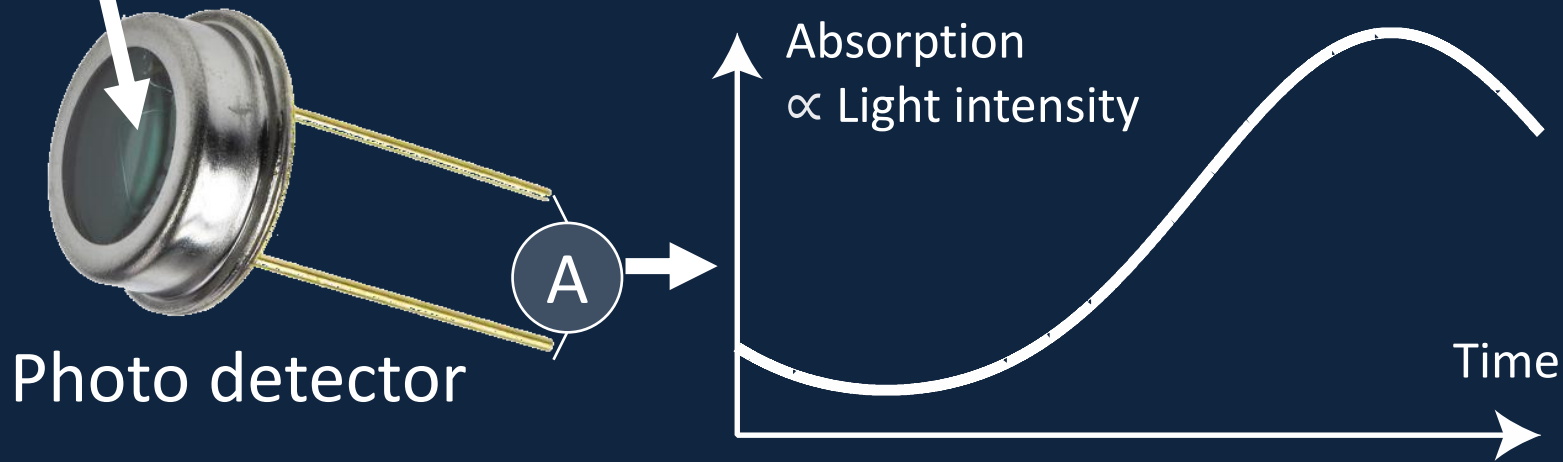 Absorption
∝ Light intensity
A
Time
Photo detector